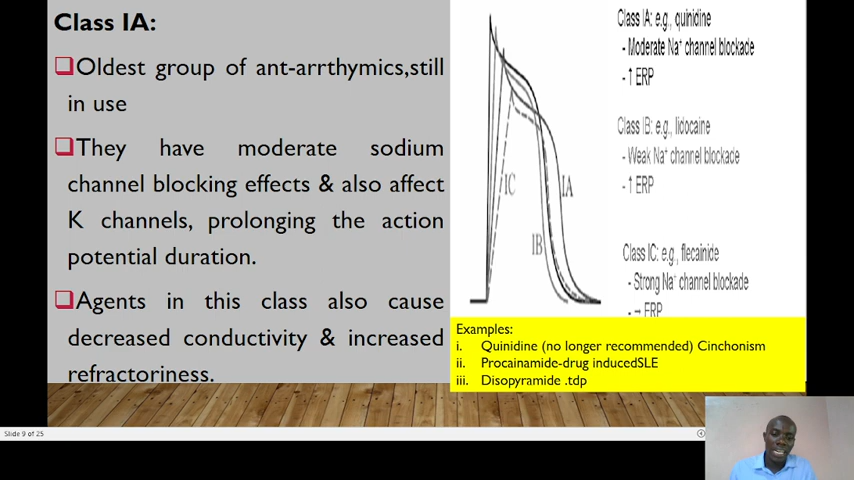 Class IA:
❑Oldest group of ant-arrthymics,still
in use
❑They have moderate sodium
channel blocking effects & also affect
K channels, prolonging the action
potential duration.
❑Agents in this class also cause
decreased conductivity & increased
refractoriness.
IC
IA
IB
Class IA: e.g., quinidine
- Moderate Na⁺ channel blockade
- ↑ ERP
Class IB: e.g., lidocaine
- Weak Na⁺ channel blockade
- ↑ ERP
Class IC: e.g., flecainide
- Strong Na⁺ channel blockade
- → ERP
Examples:
i. Quinidine (no longer recommended) Cinchonism
ii. Procainamide-drug inducedSLE
iii. Disopyramide .tdp
Slide 9 of 25